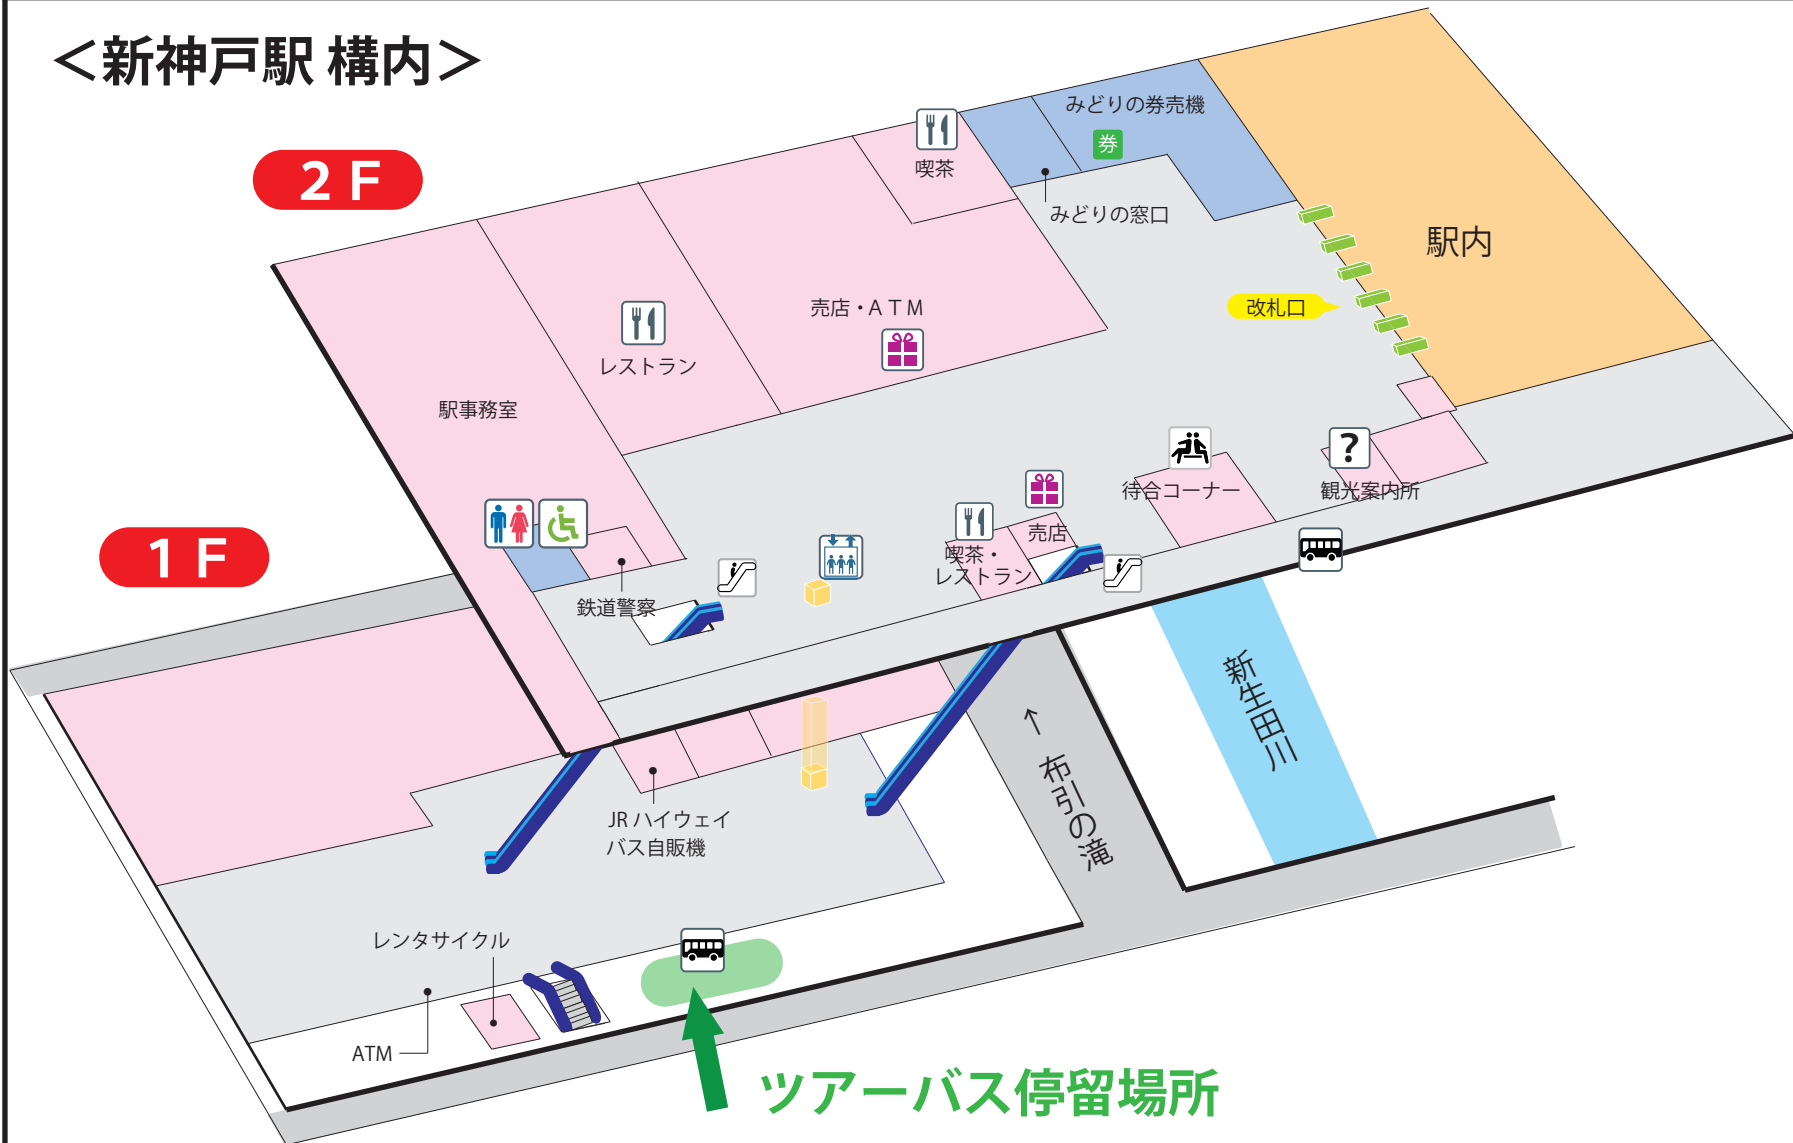 ＜新神戸駅 構内＞
２Ｆ
みどりの券売機
券
喫茶
みどりの窓口
駅内
改札口
売店・ＡＴＭ
レストラン
駅事務室
待合コーナー
?
観光案内所
売店
喫茶・
レストラン
１Ｆ
鉄道警察
新生田川
↑ 布引の滝
JR ハイウェイ
バス自販機
レンタサイクル
ATM
ツアーバス停留場所